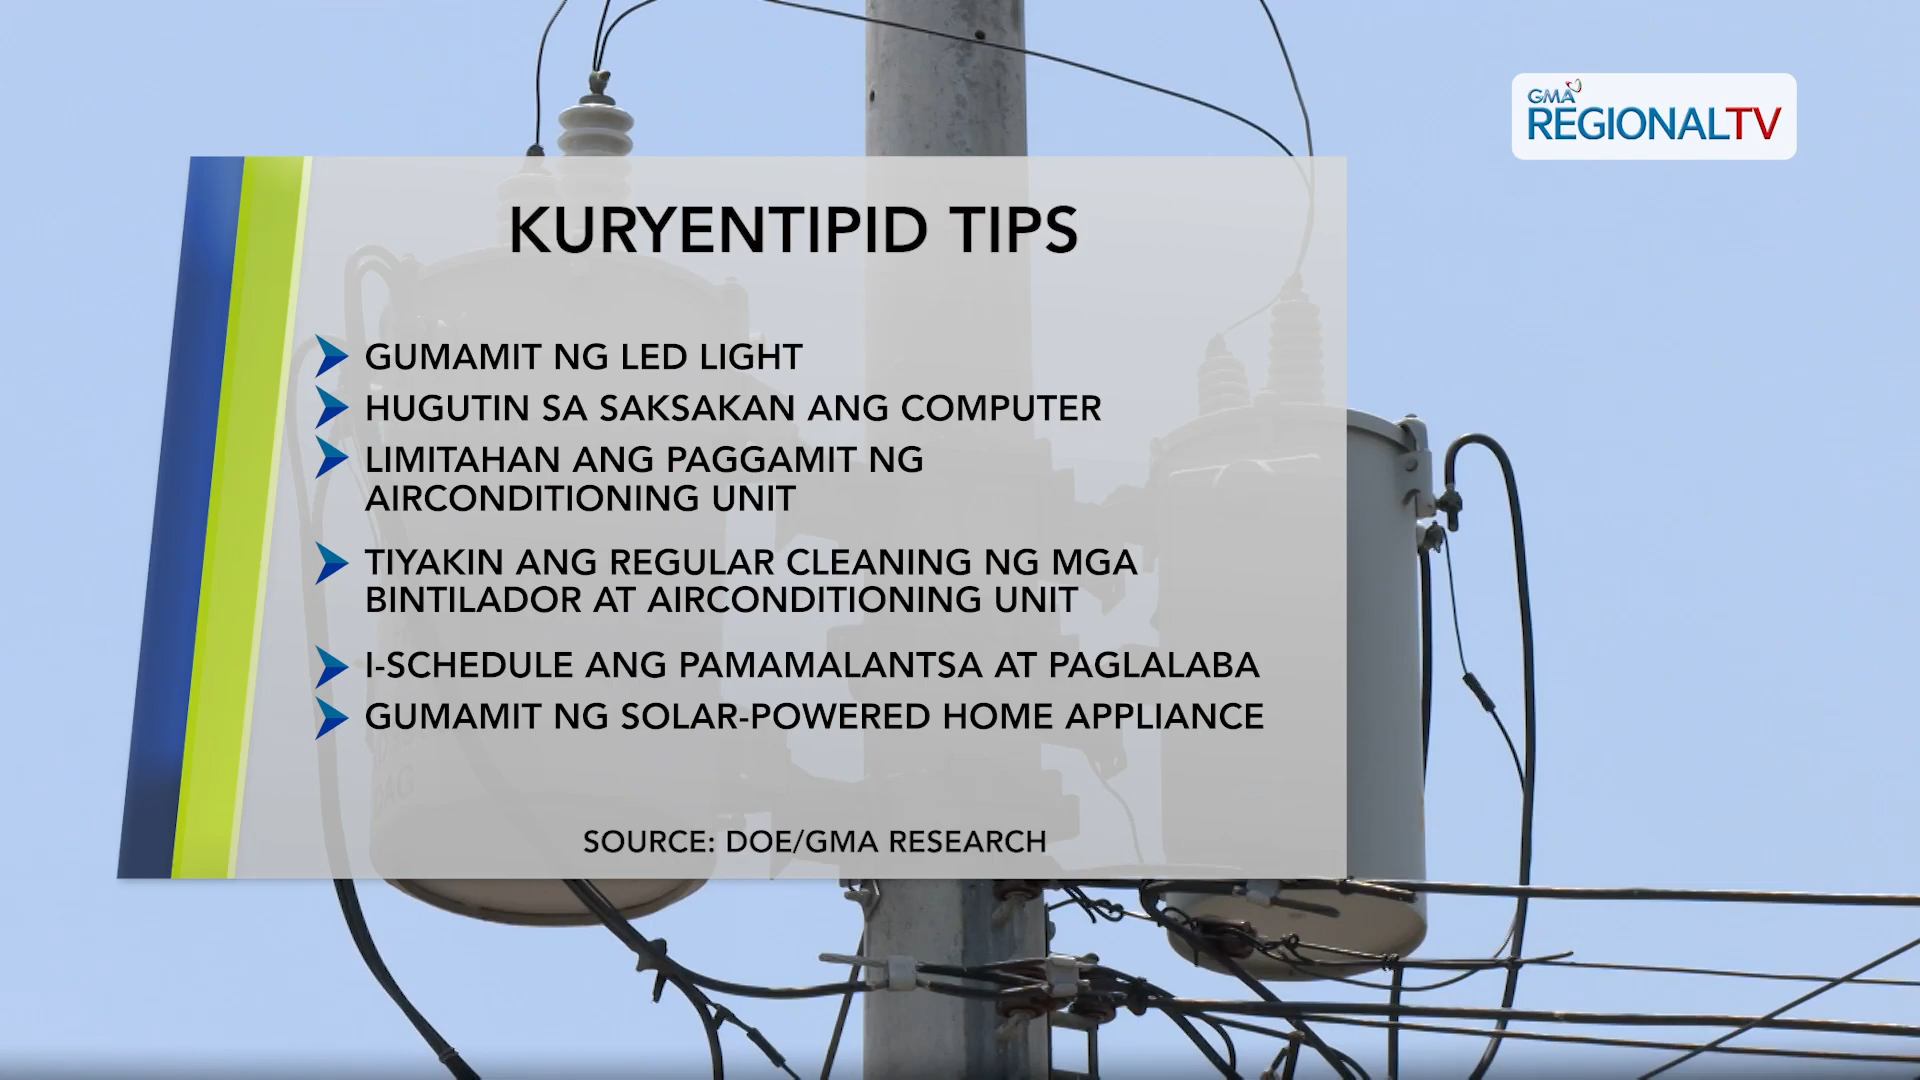 GMA
REGIONALTV
KURYENTIPID TIPS
GUMAMIT NG LED LIGHT
HUGUTIN SA SAKSAKAN ANG COMPUTER
LIMITAHAN ANG PAGGAMIT NG
AIRCONDITIONING UNIT
TIYAKIN ANG REGULAR CLEANING NG MGA
BINTILADOR AT AIRCONDITIONING UNIT
I-SCHEDULE ANG PAMAMALANTSA AT PAGLALABA
GUMAMIT NG SOLAR-POWERED HOME APPLIANCE
SOURCE: DOE/GMA RESEARCH